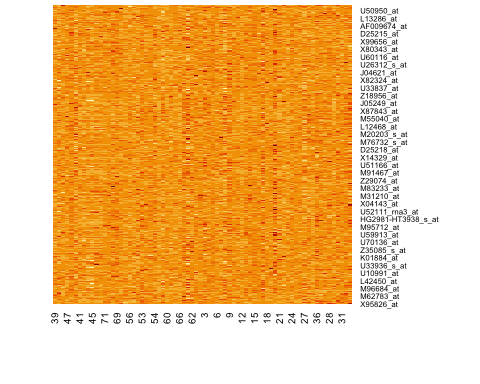 U50950_at
L13286_at
AF009674_at
D25215_at
X99656_at
X80343_at
U60116_at
U26312_s_at
J04621_at
X82324_at
U33837_at
Z18956_at
J05249_at
X87843_at
M55040_at
L12468_at
M20203_s_at
M76732_s_at
D25218_at
X14329_at
U51166_at
M91467_at
Z29074_at
M83233_at
M31210_at
X04143_at
U52111_rna3_at
HG2981-HT3938_s_at
M95712_at
U59913_at
U70136_at
Z35085_s_at
K01884_at
U33936_s_at
U10991_at
L42450_at
M96684_at
M62783_at
X95826_at
39 47 41 45 71 69 56 53 54 60 66 62 3 6 9 12 15 18 21 24 27 36 28 31